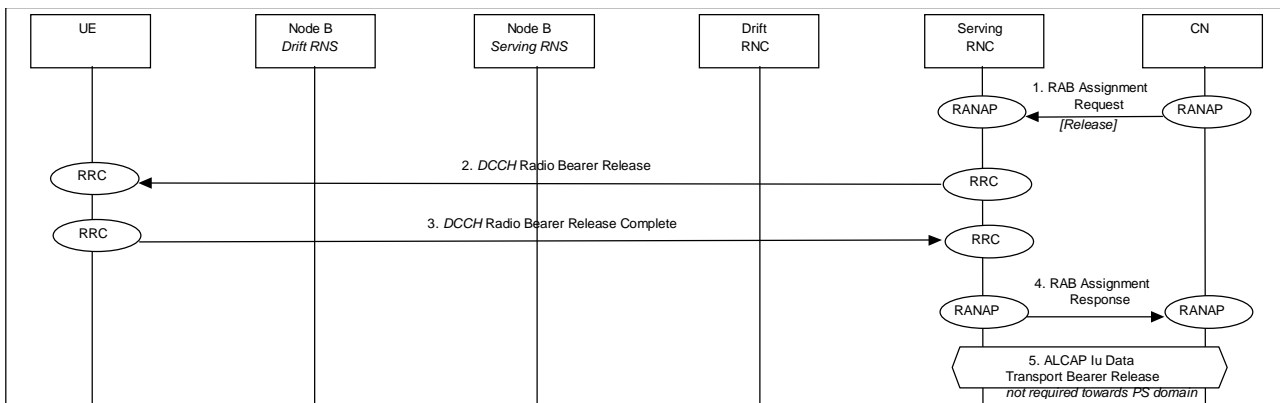 UE
Node B
Drift RNS
Node B
Serving RNS
Drift
RNC
Serving
RNC
CN
1. RAB Assignment
Request
[Release]
RANAP
RANAP
2. DCCH Radio Bearer Release
RRC
RRC
3. DCCH Radio Bearer Release Complete
RRC
RRC
4. RAB Assignment
Response
RANAP
RANAP
5. ALCAP Iu Data
Transport Bearer Release
not required towards PS domain